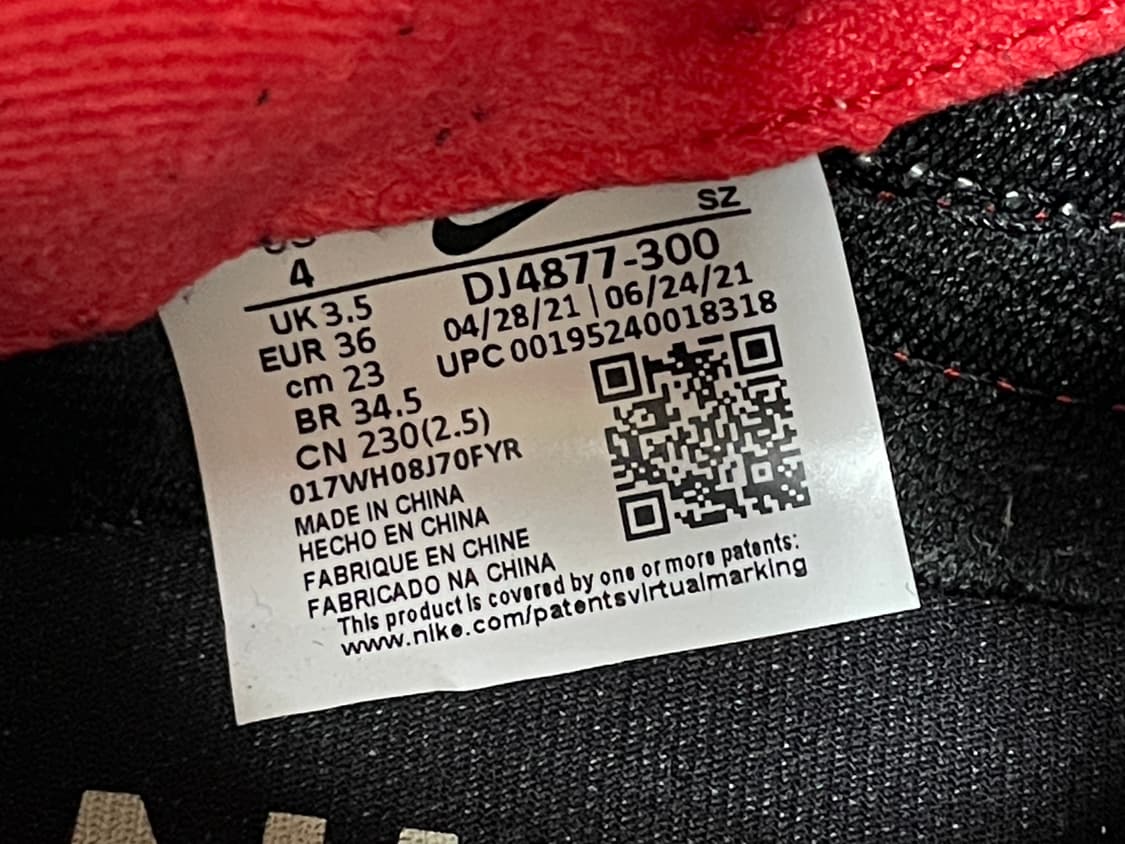 US
SZ
4
DJ4877-300
UK 3.5
04/28/21 | 06/24/21
EUR 36
UPC 00195240018318
cm 23
BR 34.5
CN 230(2.5)
017WH08J70FYR
MADE IN CHINA
HECHO EN CHINA
FABRIQUE EN CHINE
FABRICADO NA CHINA
This product is covered by one or more patents:
www.nike.com/patentsvirtualmarking